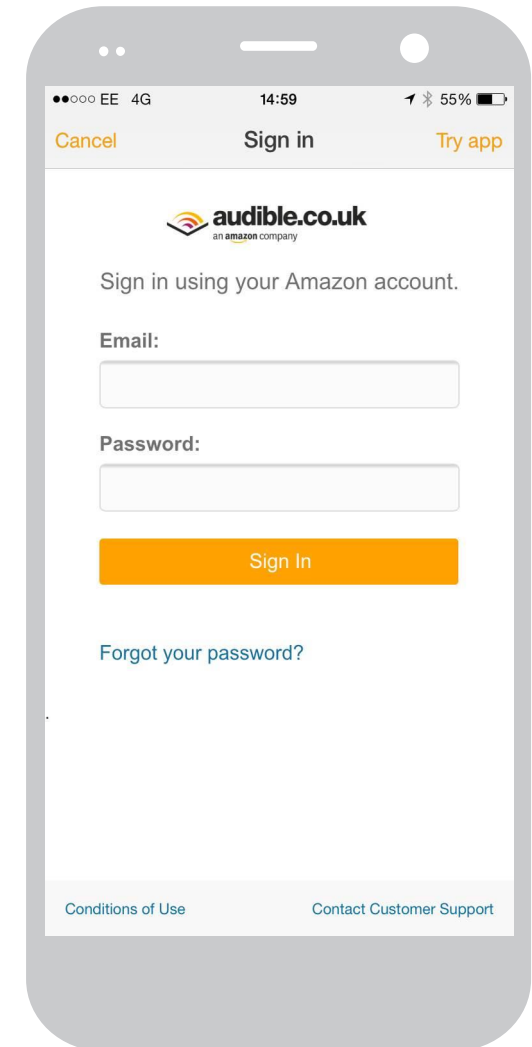 EE 4G 14:59 55%
Cancel Sign in Try app
audible.co.uk
an amazon company
Sign in using your Amazon account.
Email:
Password:
Sign In
Forgot your password?
.
Conditions of Use Contact Customer Support